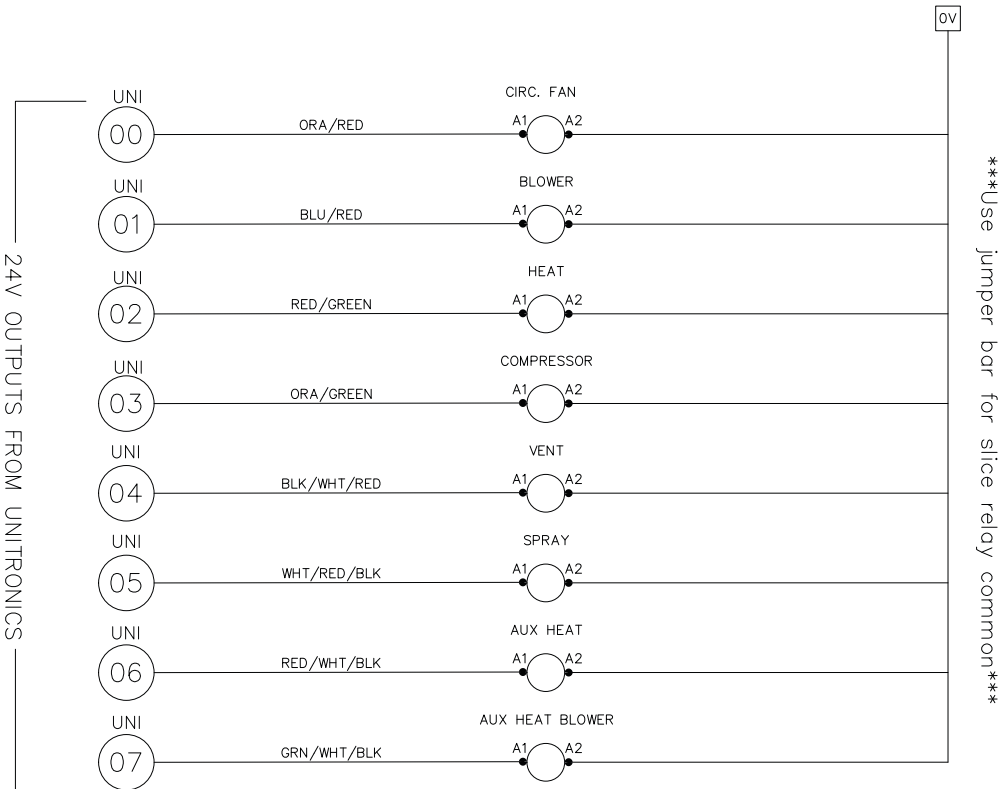 0V
UNI
00
ORA/RED
CIRC. FAN
A1 A2
UNI
01
BLU/RED
BLOWER
A1 A2
UNI
02
RED/GREEN
HEAT
A1 A2
UNI
03
ORA/GREEN
COMPRESSOR
A1 A2
UNI
04
BLK/WHT/RED
VENT
A1 A2
UNI
05
WHT/RED/BLK
SPRAY
A1 A2
UNI
06
RED/WHT/BLK
AUX HEAT
A1 A2
UNI
07
GRN/WHT/BLK
AUX HEAT BLOWER
A1 A2
24V OUTPUTS FROM UNITRONICS
***Use jumper bar for slice relay common***